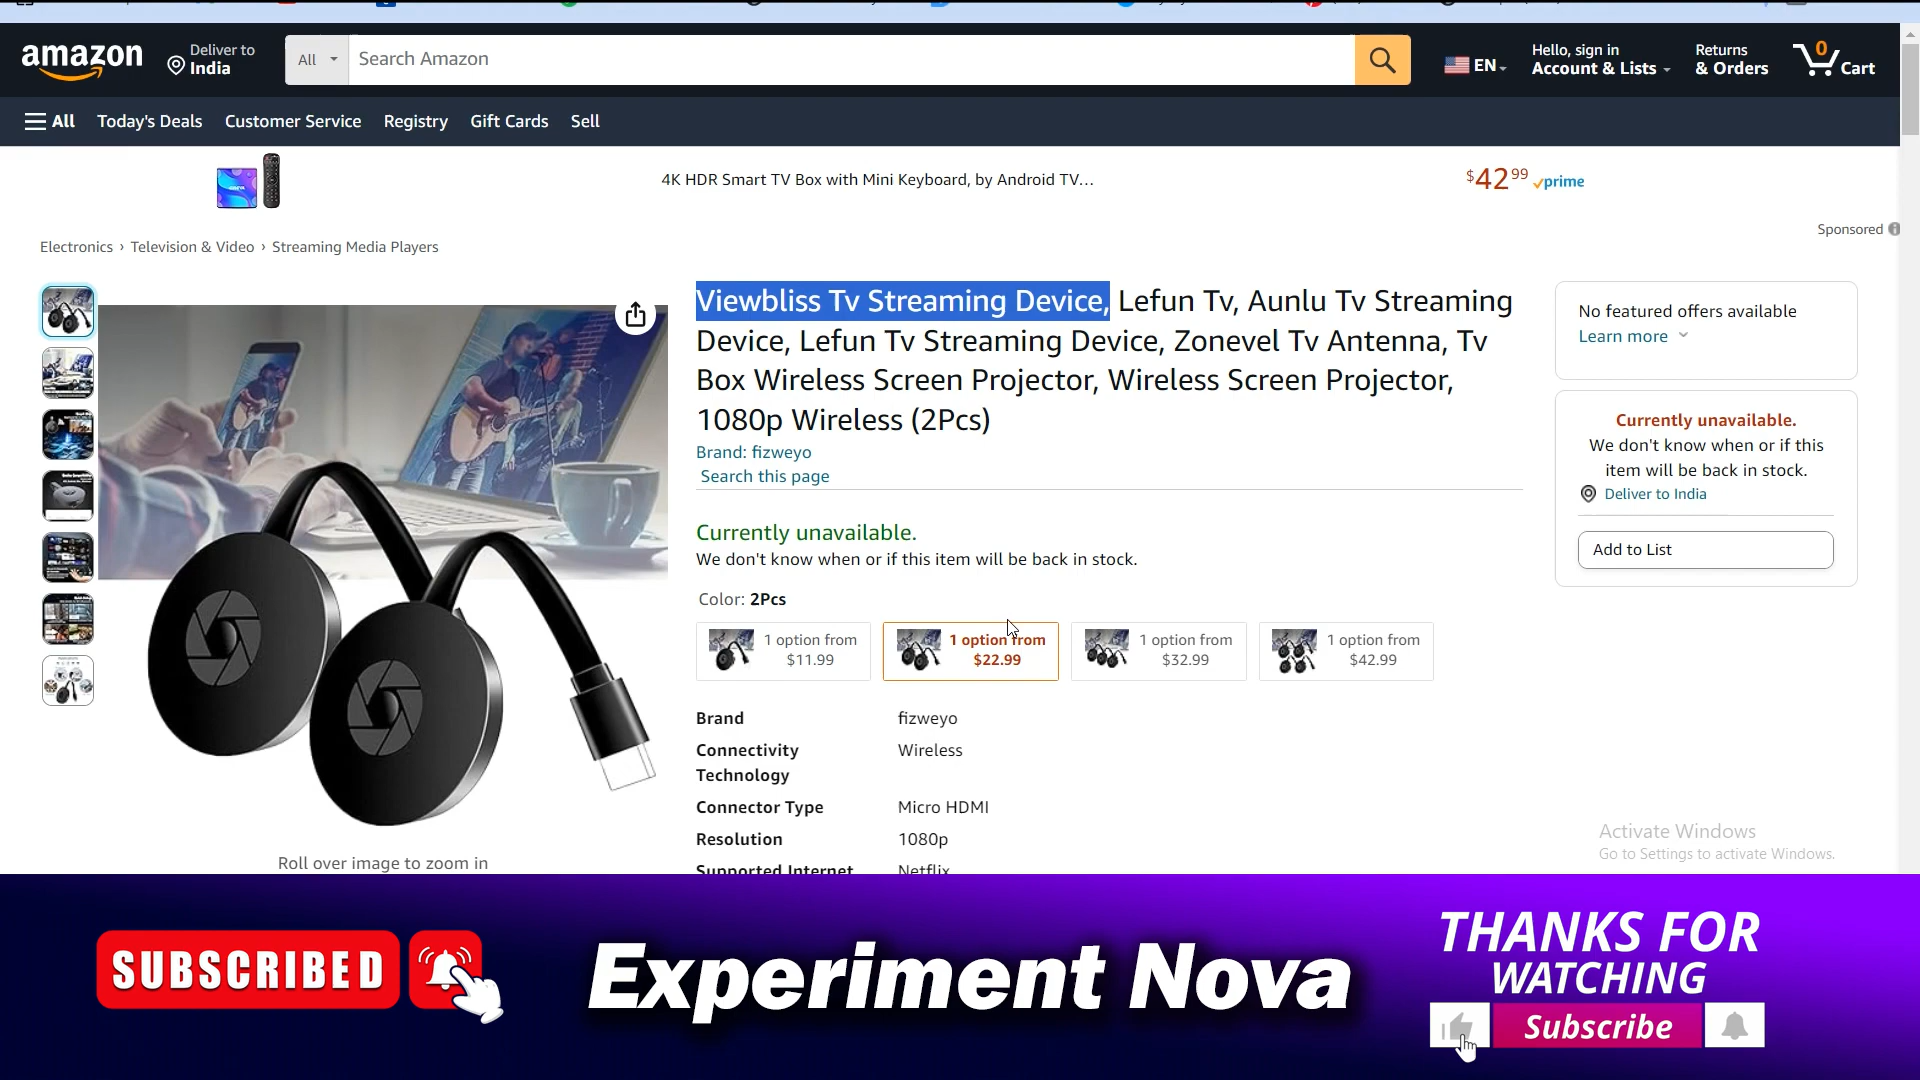 amazon
Deliver to
India
All
Search Amazon
EN
Hello, sign in
Account & Lists
Returns
& Orders
0
Cart
All
Today's Deals
Customer Service
Registry
Gift Cards
Sell
4K HDR Smart TV Box with Mini Keyboard, by Android TV...
$42 99 prime
Sponsored
Electronics › Television & Video › Streaming Media Players
Viewbliss Tv Streaming Device, Lefun Tv, Aunlu Tv Streaming
Device, Lefun Tv Streaming Device, Zonevel Tv Antenna, Tv
Box Wireless Screen Projector, Wireless Screen Projector,
1080p Wireless (2Pcs)
Brand: fizweyo
Search this page
Currently unavailable.
We don't know when or if this item will be back in stock.
Color: 2Pcs
1 option from
$11.99
1 option from
$22.99
1 option from
$32.99
1 option from
$42.99
Brand fizweyo
Connectivity Wireless
Technology
Connector Type Micro HDMI
Resolution 1080p
Supported Internet Netflix
Roll over image to zoom in
No featured offers available
Learn more
Currently unavailable.
We don't know when or if this
item will be back in stock.
Deliver to India
Add to List
Activate Windows
Go to Settings to activate Windows.
SUBSCRIBED
Experiment Nova
THANKS FOR
WATCHING
Subscribe